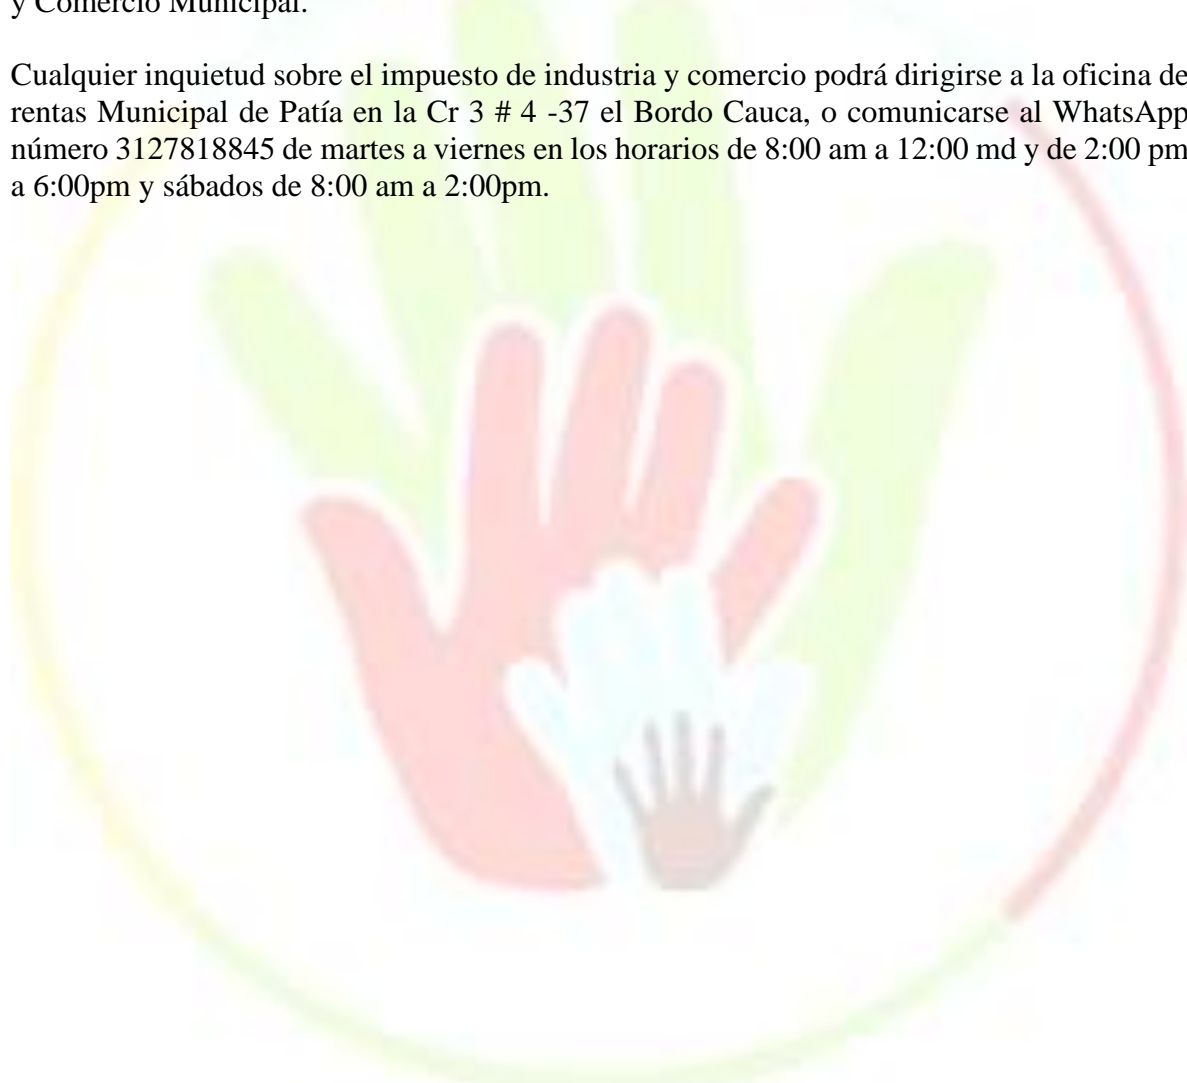 y Comercio Municipal.
Cualquier inquietud sobre el impuesto de industria y comercio podrá dirigirse a la oficina de
rentas Municipal de Patía en la Cr 3 # 4 -37 el Bordo Cauca, o comunicarse al WhatsApp
número 3127818845 de martes a viernes en los horarios de 8:00 am a 12:00 md y de 2:00 pm
a 6:00pm y sábados de 8:00 am a 2:00pm.